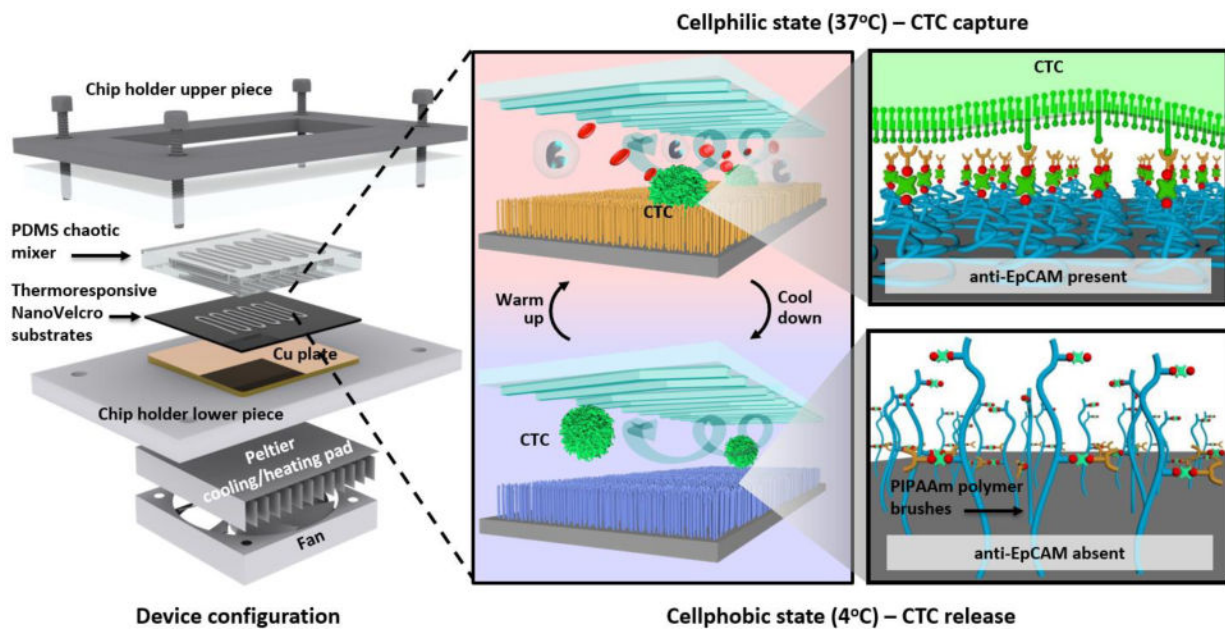 Cellphilic state (37°C) – CTC capture
Chip holder upper piece
PDMS chaotic
mixer
Thermoresponsive
NanoVelcro
substrates
Cu plate
Chip holder lower piece
Peltier
cooling/heating pad
Fan
Device configuration
CTC
Warm
up
Cool
down
CTC
CTC
anti-EpCAM present
PIPAAm polymer
brushes
anti-EpCAM absent
Cellphobic state (4°C) – CTC release